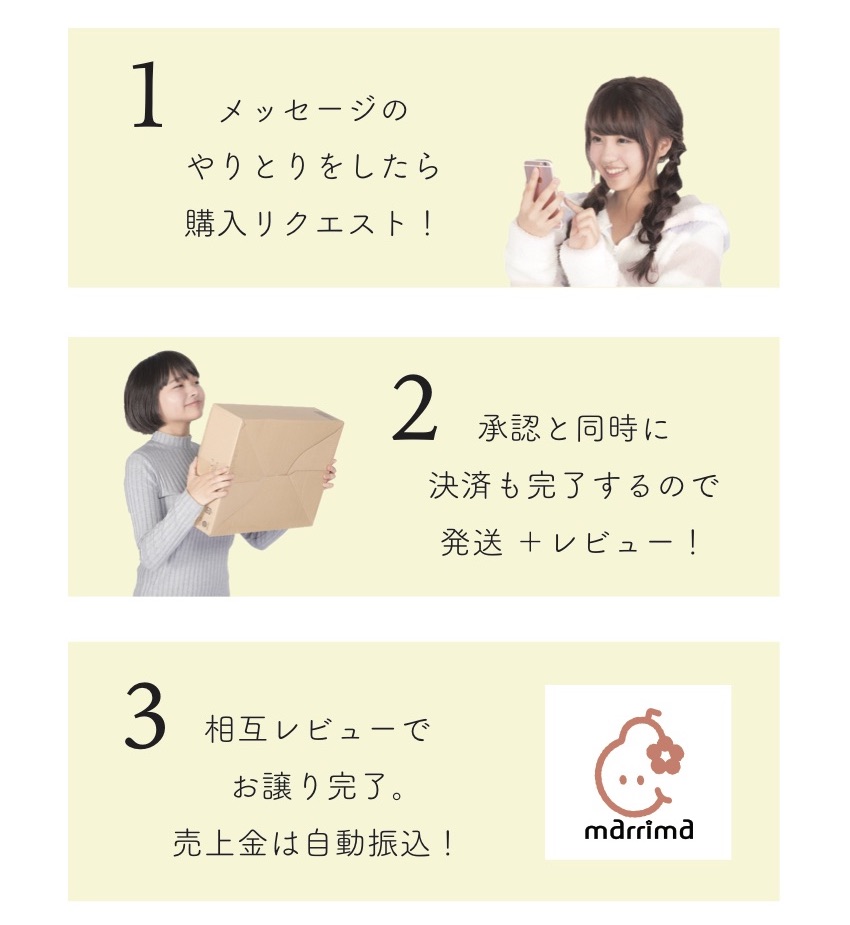 1
メッセージの
やりとりをしたら
購入リクエスト！
2
承認と同時に
決済も完了するので
発送 ＋レビュー！
3
相互レビューで
お譲り完了。
売上金は自動振込！
marrima